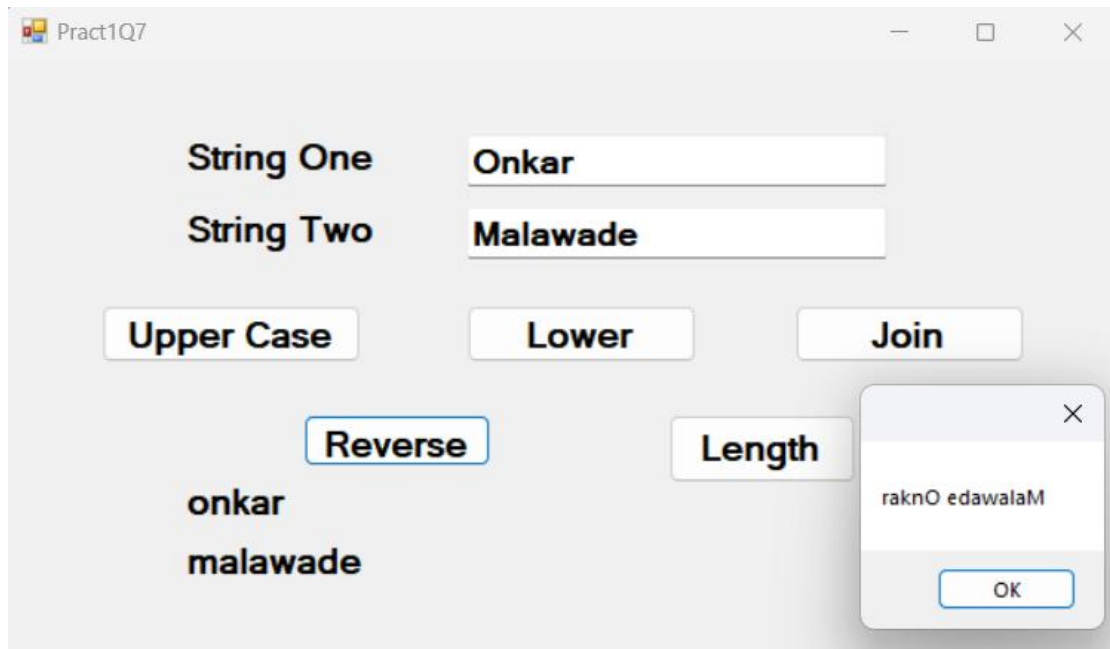 Pract1Q7
String One
Onkar
String Two
Malawade
Upper Case
Lower
Join
Reverse
Length
onkar
malawade
raknO edawalaM
OK